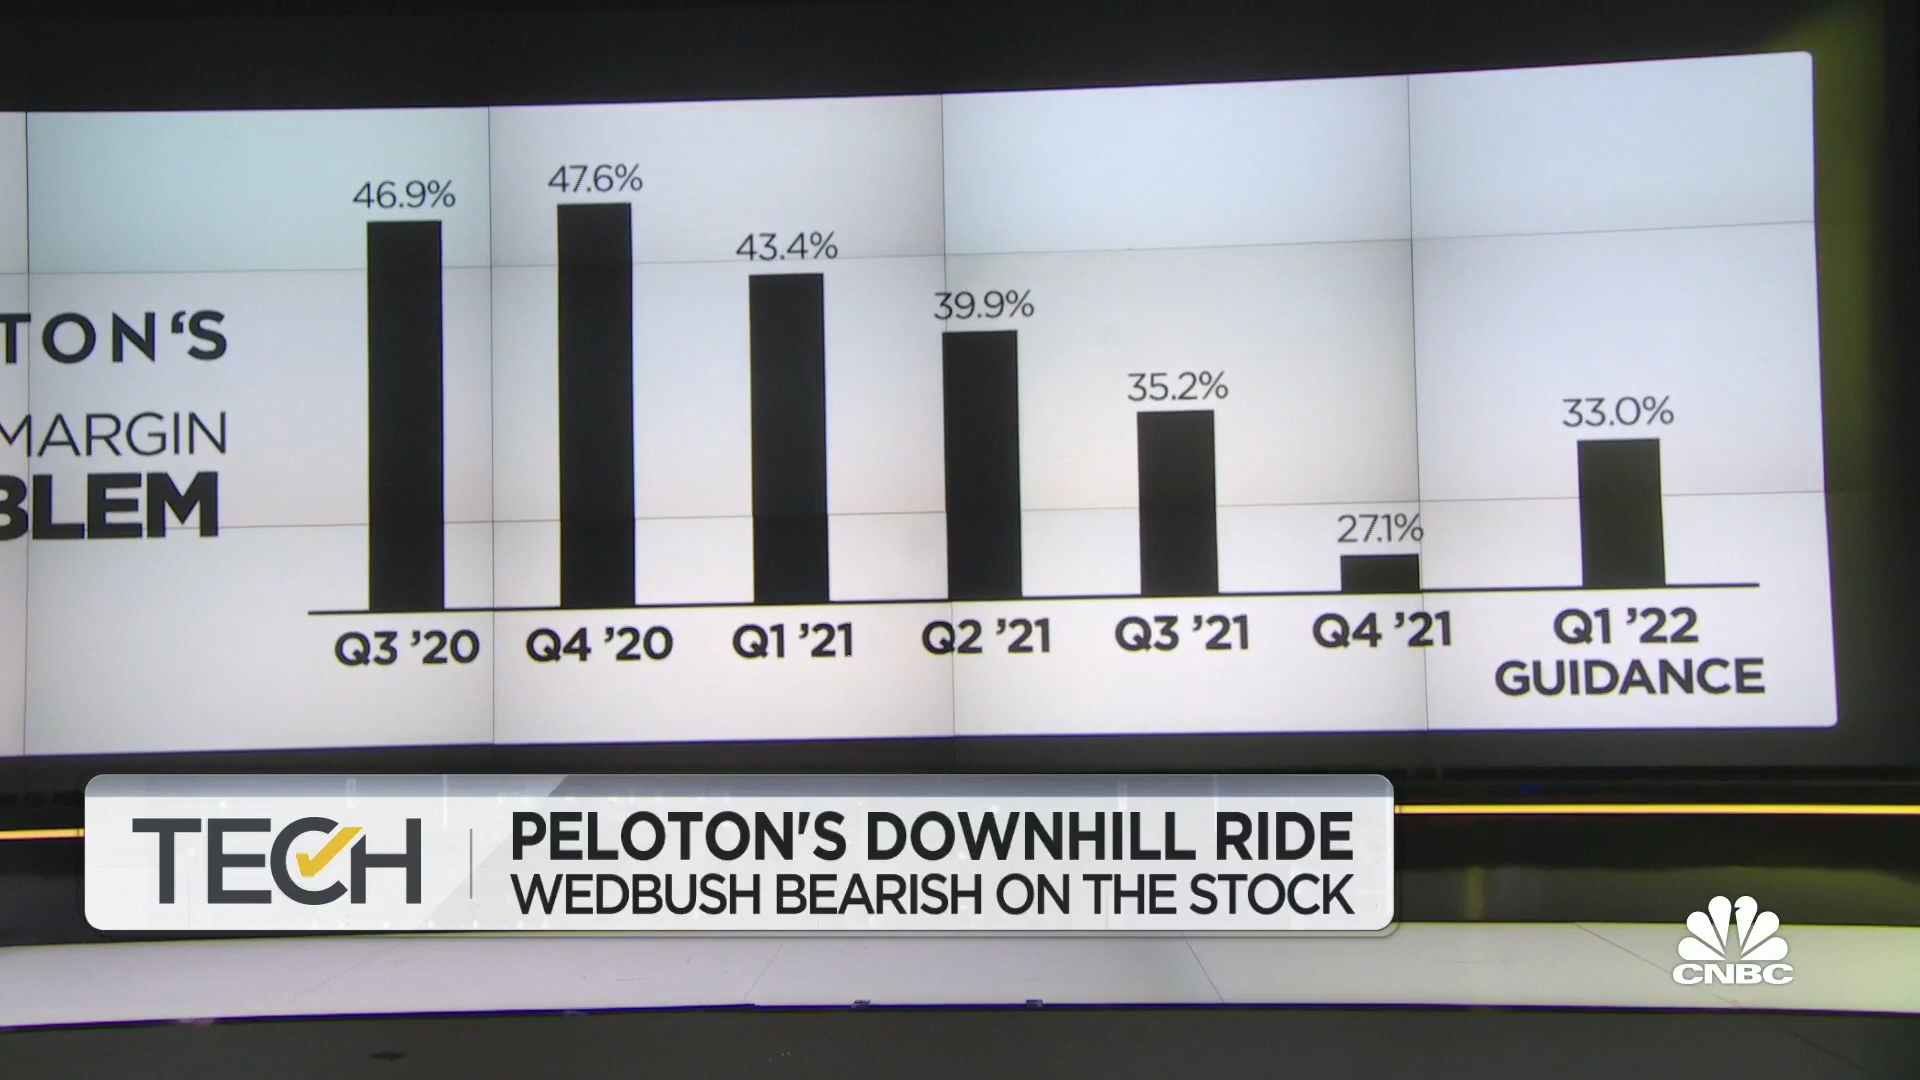 TON‘S
MARGIN
BLEM
46.9%
47.6%
43.4%
39.9%
35.2%
27.1%
33.0%
Q3 ’20
Q4 ’20
Q1 ’21
Q2 ’21
Q3 ’21
Q4 ’21
Q1 ’22
GUIDANCE
TECH
PELOTON'S DOWNHILL RIDE
WEDBUSH BEARISH ON THE STOCK
CNBC